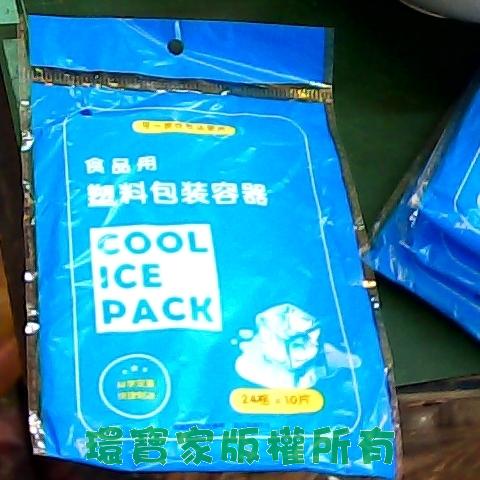 食品用
塑料包装容器
COOL
ICE
PACK
24格×10片
環寶家版權所有